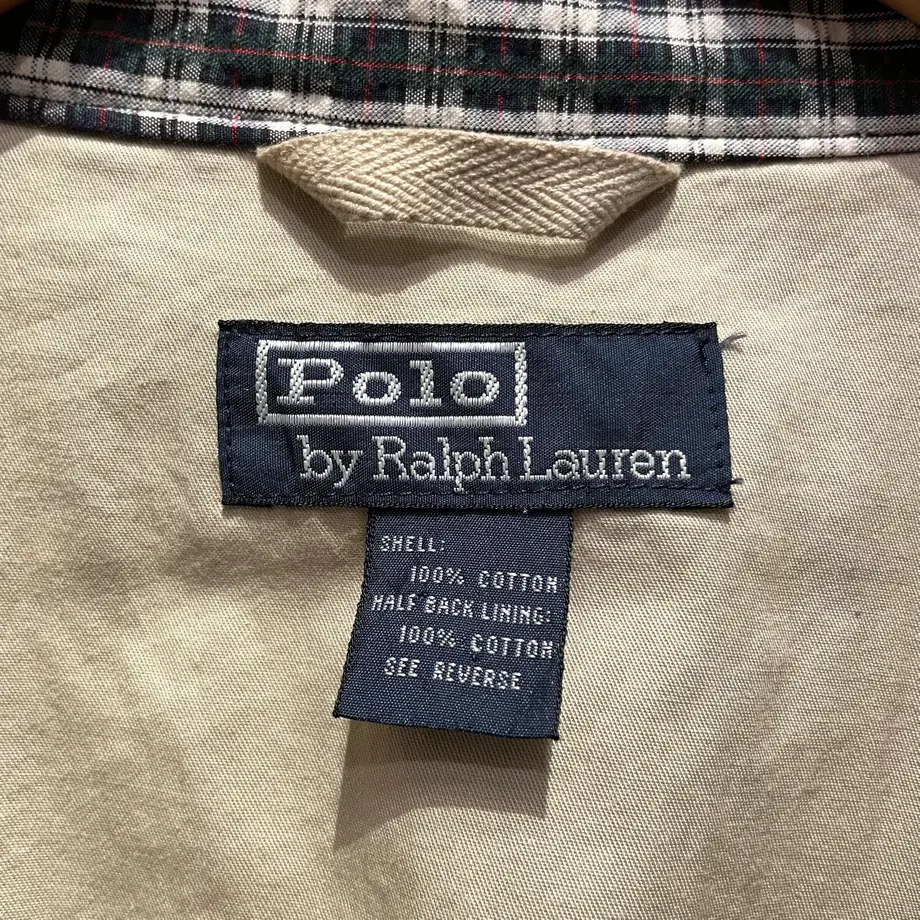 Polo
by Ralph Lauren
SHELL:
100% COTTON
HALF BACK LINING:
100% COTTON
SEE REVERSE